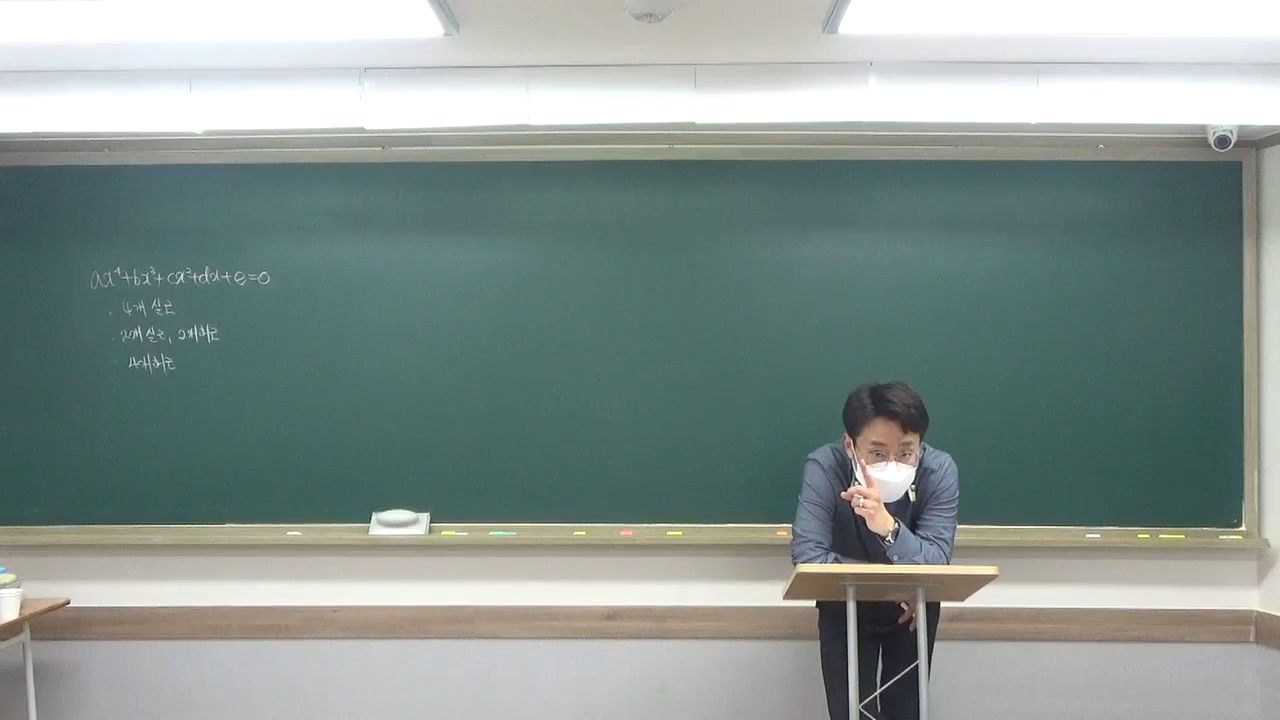 ax⁴+bx³+cx²+dx+e=0
· 4개 실근
· 2개 실근, 2개 허근
· 4개 허근